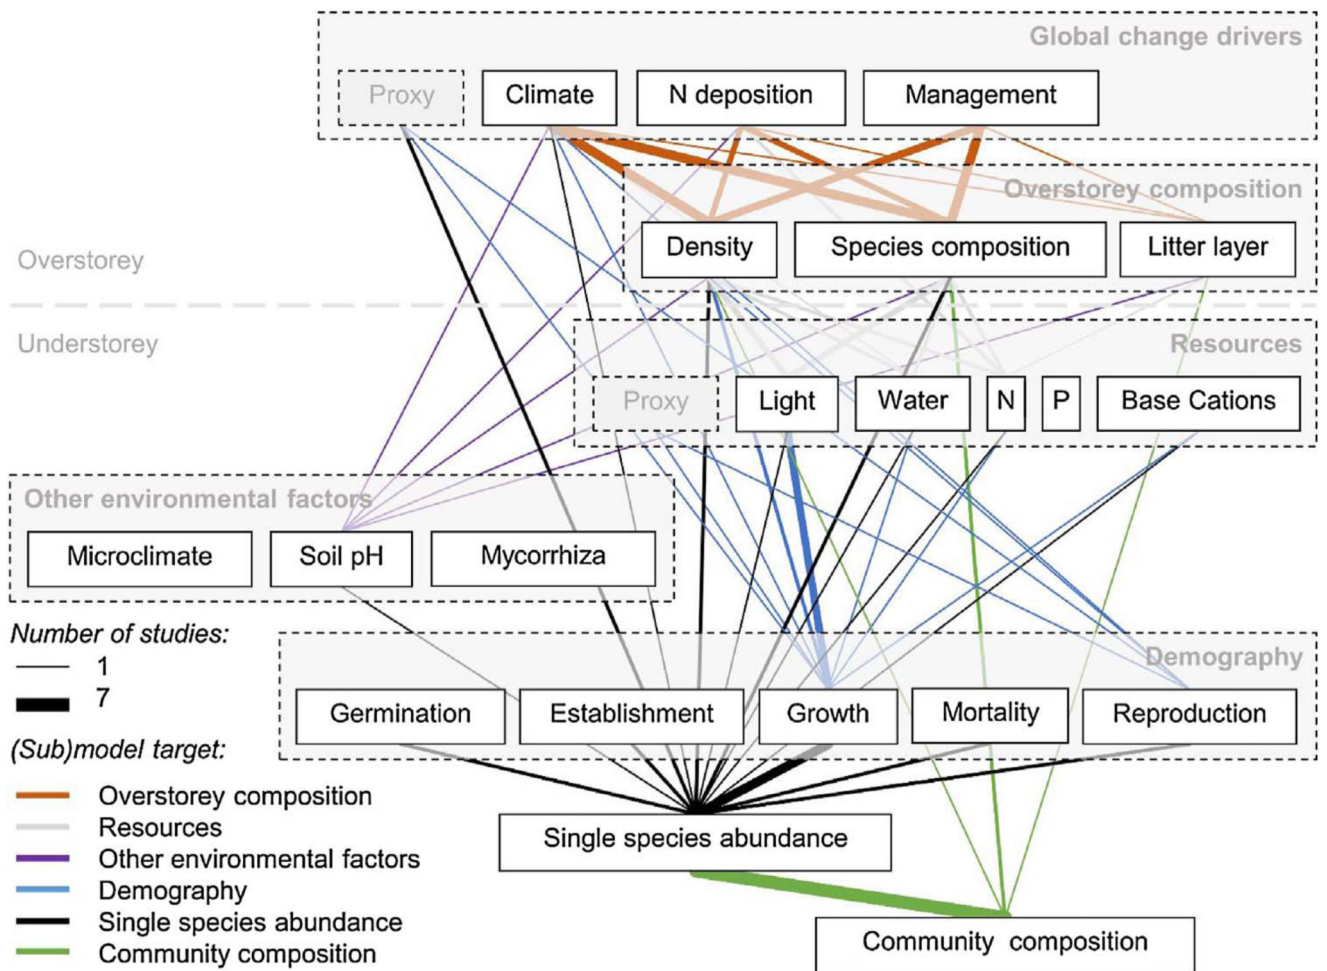 Global change drivers
Proxy
Climate
N deposition
Management
Overstorey composition
Density
Species composition
Litter layer
Overstorey
Understorey
Resources
Proxy
Light
Water
N
P
Base Cations
Other environmental factors
Microclimate
Soil pH
Mycorrhiza
Number of studies:
1
7
Demography
Germination
Establishment
Growth
Mortality
Reproduction
(Sub)model target:
Overstorey composition
Resources
Other environmental factors
Demography
Single species abundance
Community composition
Single species abundance
Community composition